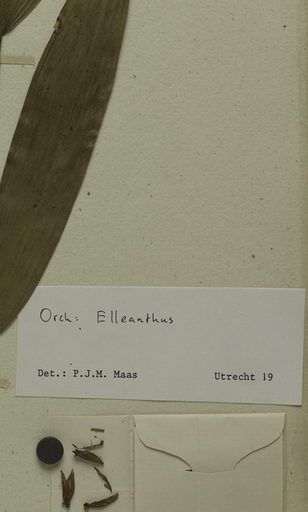 Orch: Elleanthus
Det.: P.J.M. Maas Utrecht 19